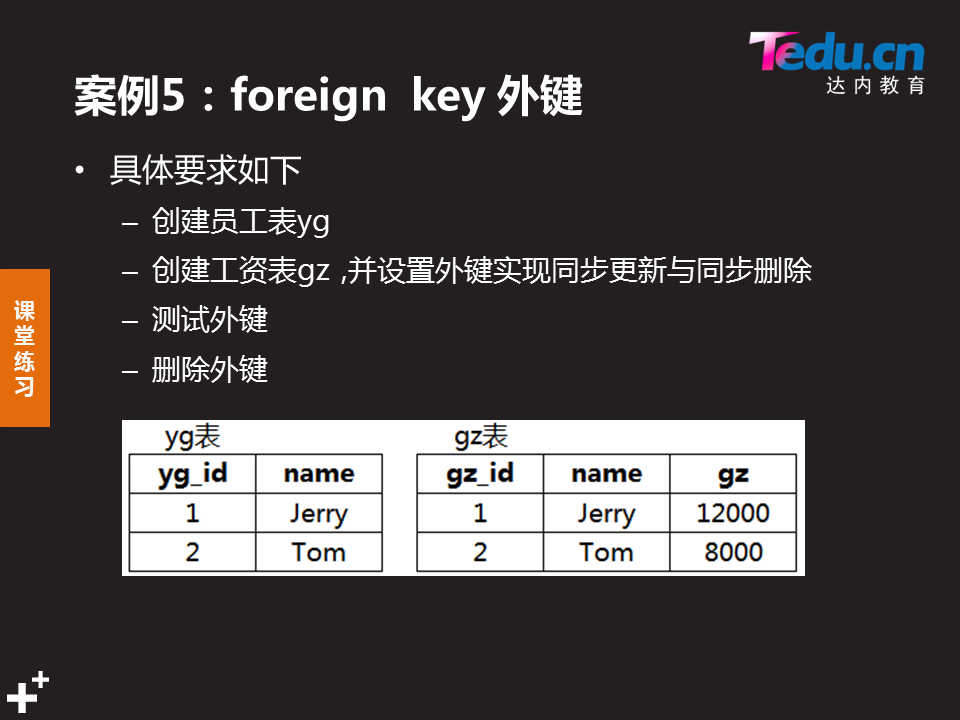 Tedu.cn
达内教育
案例5：foreign key 外键
• 具体要求如下
– 创建员工表yg
– 创建工资表gz ,并设置外键实现同步更新与同步删除
– 测试外键
– 删除外键
课堂练习
yg表 gz表
yg_id name gz_id name gz
1 Jerry 1 Jerry 12000
2 Tom 2 Tom 8000